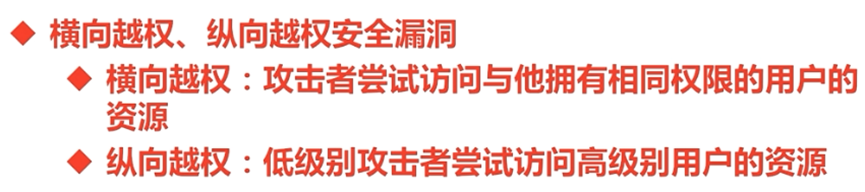 ◆ 横向越权、纵向越权安全漏洞
◆ 横向越权：攻击者尝试访问与他拥有相同权限的用户的
资源
◆ 纵向越权：低级别攻击者尝试访问高级别用户的资源